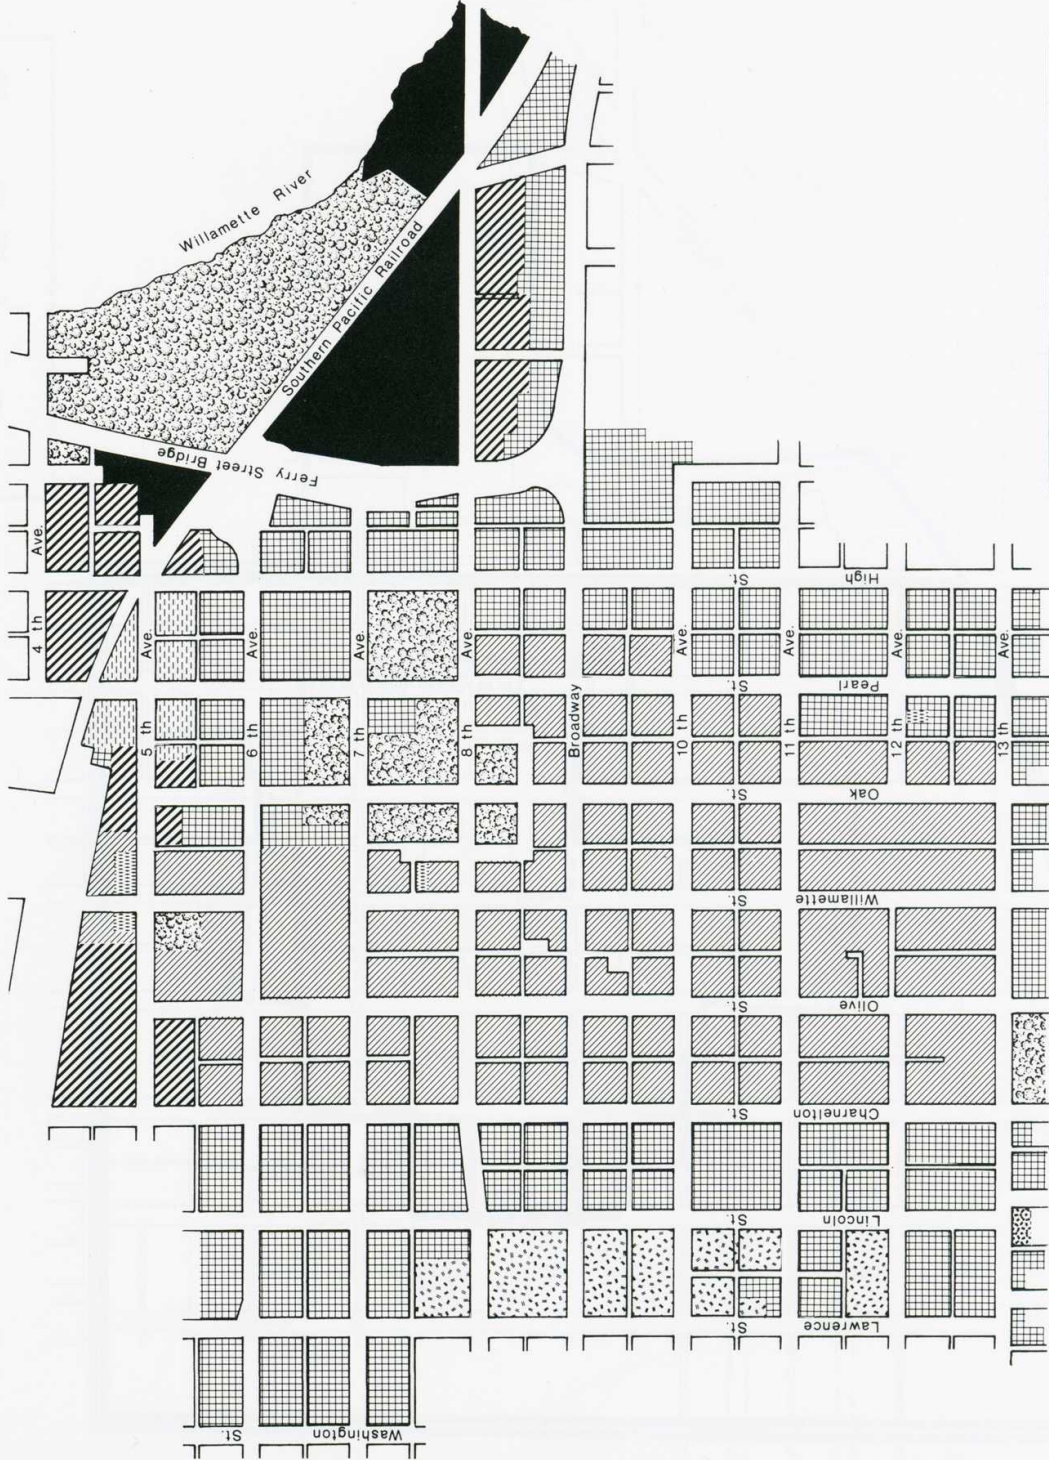 Willamette River
Southern Pacific Railroad
Ferry Street Bridge
4 th Ave.
5 th Ave.
6 th Ave.
7 th Ave.
8 th Ave.
Broadway
10 th Ave.
11 th Ave.
12 th Ave.
13 th Ave.
High St.
Pearl St.
Oak St.
Willamette St.
Olive St.
Charnelton St.
Lincoln St.
Lawrence St.
Washington St.